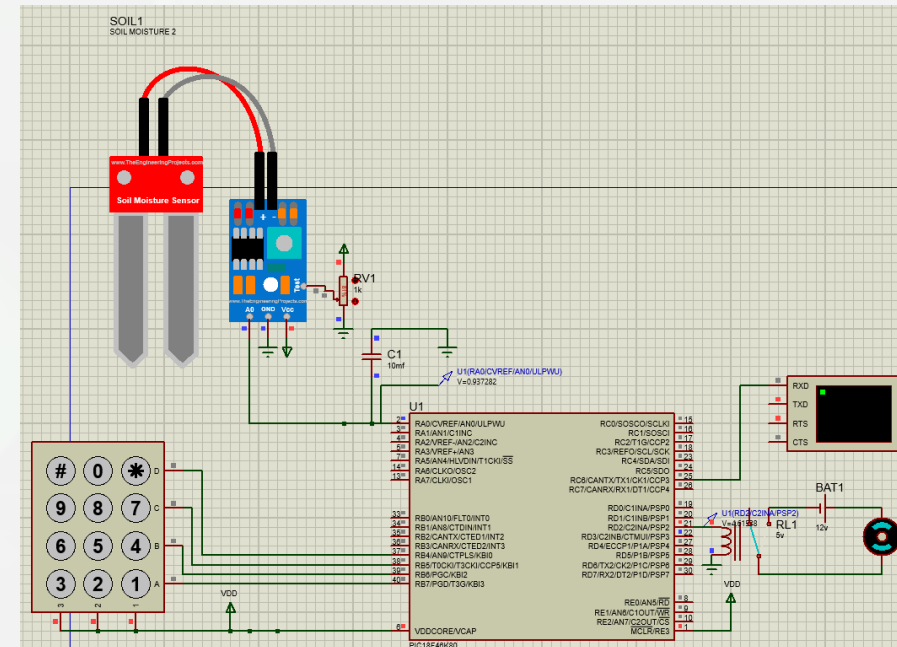 SOIL1
SOIL MOISTURE 2
www.TheEngineeringProjects.com
Soil Moisture Sensor
+ -
Test
www.TheEngineeringProjects.com
A0 GND Vcc
RV1
1k
C1
10mf
U1(RA0/CVREF/AN0/ULPWU)
V=0.937282
U1
2 RA0/CVREF/AN0/ULPWU
3 RA1/AN1/C1INC
4 RA2/VREF-/AN2/C2INC
5 RA3/VREF+/AN3
7 RA5/AN4/HLVDIN/T1CKI/SS
14 RA6/CLKO/OSC2
13 RA7/CLKI/OSC1
33 RB0/AN10/FLT0/INT0
34 RB1/AN8/CTDIN/INT1
35 RB2/CANTX/CTED1/INT2
36 RB3/CANRX/CTED2/INT3
37 RB4/AN9/CTPLS/KBI0
38 RB5/T0CKI/T3CKI/CCP5/KBI1
39 RB6/PGC/KBI2
40 RB7/PGD/T3G/KBI3
6 VDDCORE/VCAP
RC0/SOSCO/SCLKI 15
RC1/SOSCI 16
RC2/T1G/CCP2 17
RC3/REFO/SCL/SCK 18
RC4/SDA/SDI 23
RC5/SDO 24
RC6/CANTX/TX1/CK1/CCP3 25
RC7/CANRX/RX1/DT1/CCP4 26
RD0/C1INA/PSP0 19
RD1/C1INB/PSP1 20
RD2/C2INA/PSP2 21
RD3/C2INB/CTMUI/PSP3 22
RD4/ECCP1/P1A/PSP4 27
RD5/P1B/PSP5 28
RD6/TX2/CK2/P1C/PSP6 29
RD7/RX2/DT2/P1D/PSP7 30
RE0/AN5/RD 8
RE1/AN6/C1OUT/WR 9
RE2/AN7/C2OUT/CS 10
MCLR/RE3 1
PIC18F46K80
RXD
TXD
RTS
CTS
U1(RD2/C2INA/PSP2)
RL1
5v
BAT1
12v
VDD
VDD
# 0 * D
9 8 7 C
6 5 4 B
3 2 1 A
3 2 1